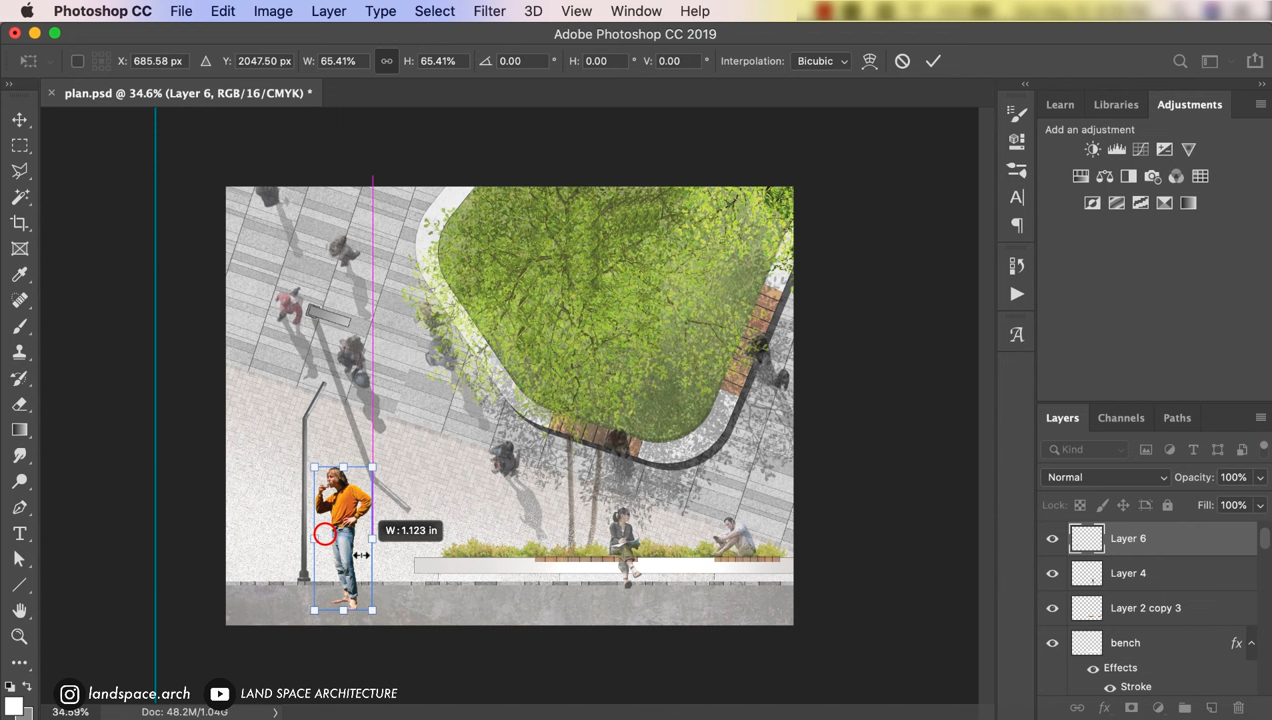 Photoshop CC File Edit Image Layer Type Select Filter 3D View Window Help
Adobe Photoshop CC 2019
X: 685.58 px Y: 2047.50 px W: 65.41% H: 65.41% 0.00 ° H: 0.00 ° V: 0.00 ° Interpolation: Bicubic
plan.psd @ 34.6% (Layer 6, RGB/16/CMYK) *
Learn Libraries Adjustments
Add an adjustment
W: 1.123 in
Layers Channels Paths
Kind
Normal Opacity: 100%
Lock: Fill: 100%
Layer 6
Layer 4
Layer 2 copy 3
bench fx
Effects
Stroke
landspace.arch LAND SPACE ARCHITECTURE
34.59% Doc: 48.2M/1.04G